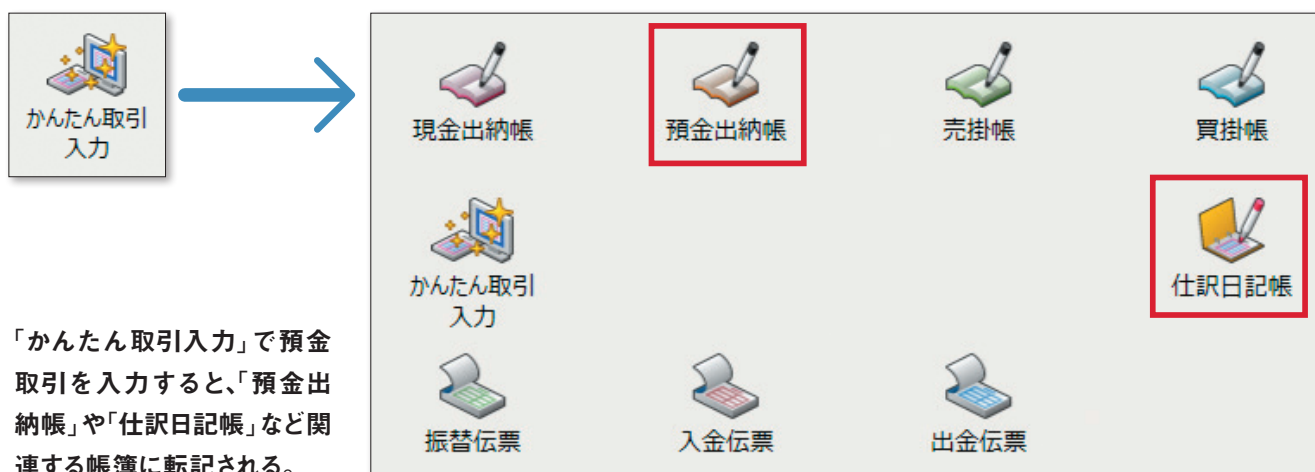 かんたん取引
入力
現金出納帳
預金出納帳
売掛帳
買掛帳
かんたん取引
入力
仕訳日記帳
振替伝票
入金伝票
出金伝票
「かんたん取引入力」で預金
取引を入力すると、「預金出
納帳」や「仕訳日記帳」など関
連する帳簿に転記される。